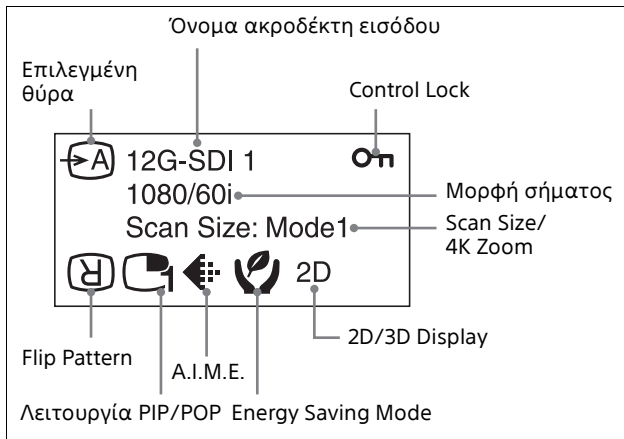 Όνομα ακροδέκτη εισόδου
Επιλεγμένη
θύρα
Control Lock
A 12G-SDI 1
1080/60i
Μορφή σήματος
Scan Size: Mode1
Scan Size/
4K Zoom
R 2D
2D/3D Display
Flip Pattern
A.I.M.E.
Λειτουργία PIP/POP Energy Saving Mode